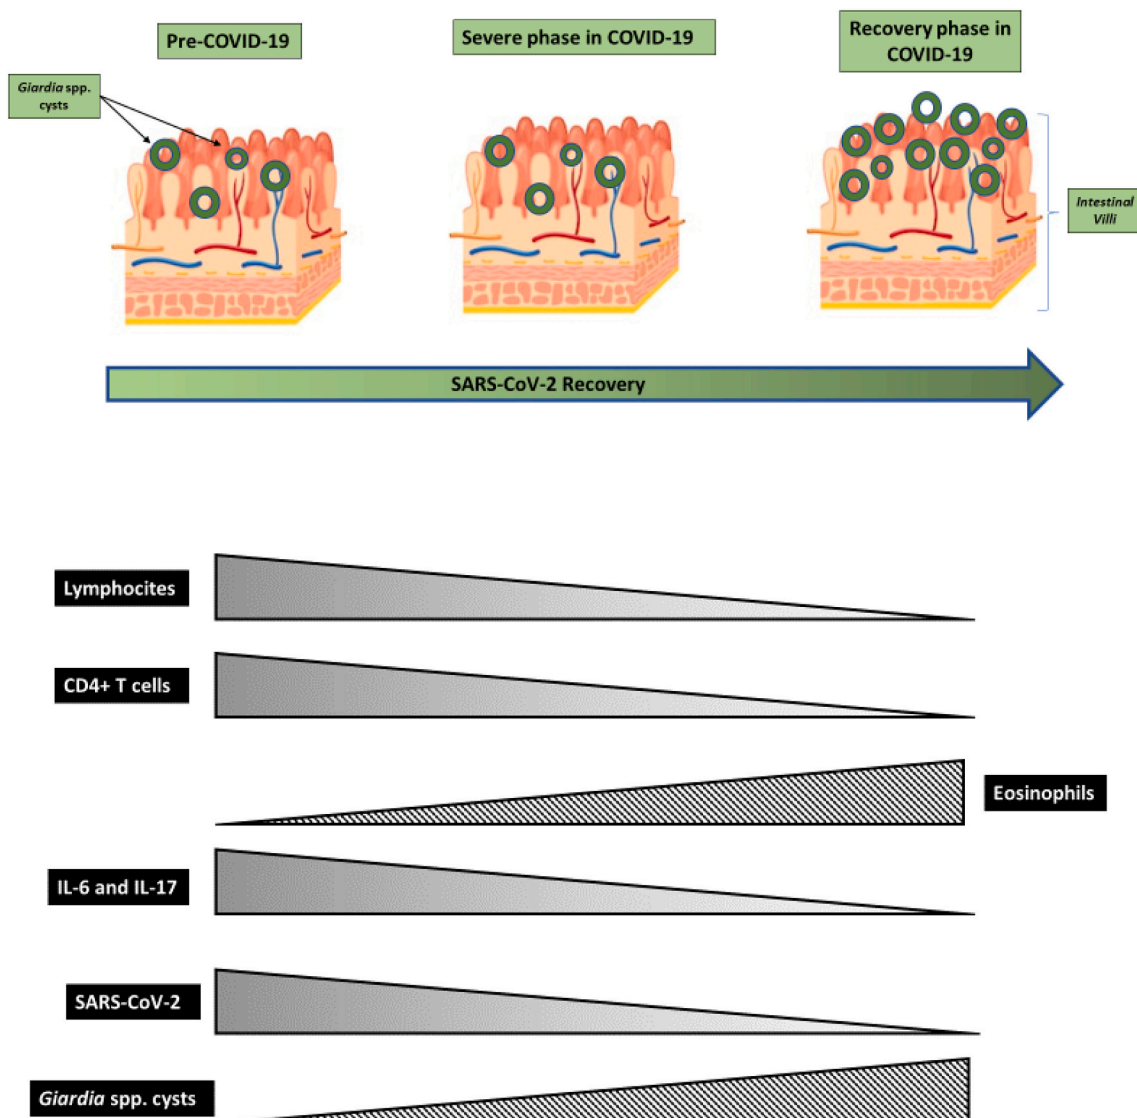 Pre-COVID-19
Severe phase in COVID-19
Recovery phase in
COVID-19
Giardia spp.
cysts
Intestinal
Villi
SARS-CoV-2 Recovery
Lymphocites
CD4+ T cells
Eosinophils
IL-6 and IL-17
SARS-CoV-2
Giardia spp. cysts